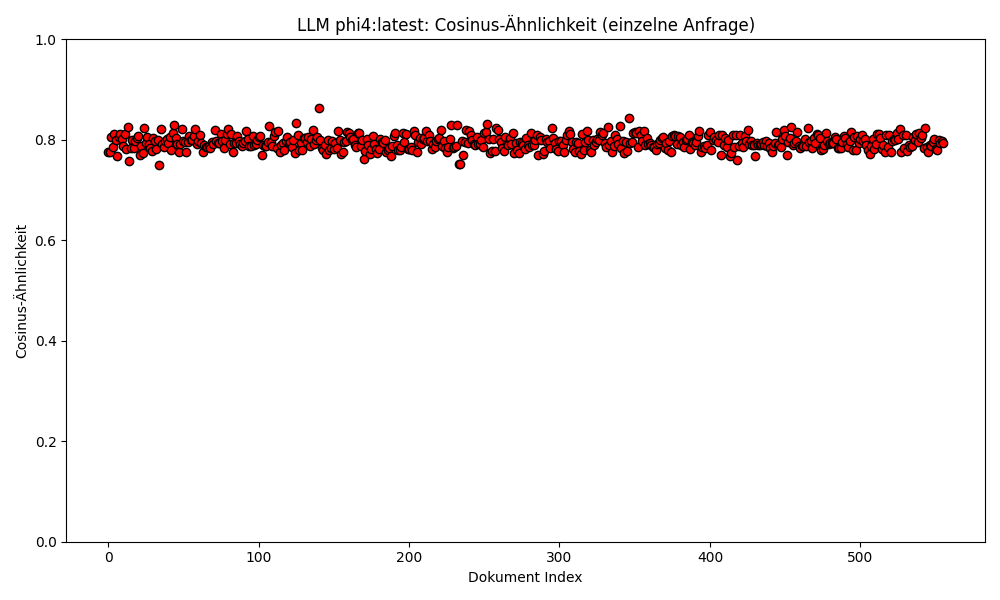 LLM phi4:latest: Cosinus-Ähnlichkeit (einzelne Anfrage)
1.0
0.8
0.6
0.4
0.2
0.0
Cosinus-Ähnlichkeit
0 100 200 300 400 500
Dokument Index